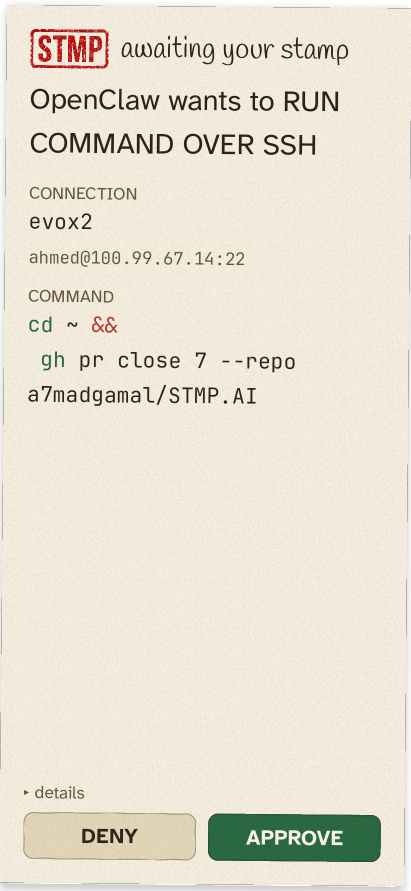 STMP awaiting your stamp
OpenClaw wants to RUN
COMMAND OVER SSH
CONNECTION
evox2
ahmed@100.99.67.14:22
COMMAND
cd ~ &&
gh pr close 7 --repo
a7madgamal/STMP.AI
▸ details
DENY APPROVE